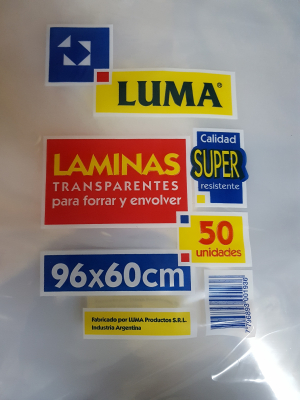 LUMA®
LAMINAS
TRANSPARENTES
para forrar y envolver
Calidad
SUPER
resistente
50
unidades
96x60cm
Fabricado por LUMA Productos S.R.L.
Industria Argentina